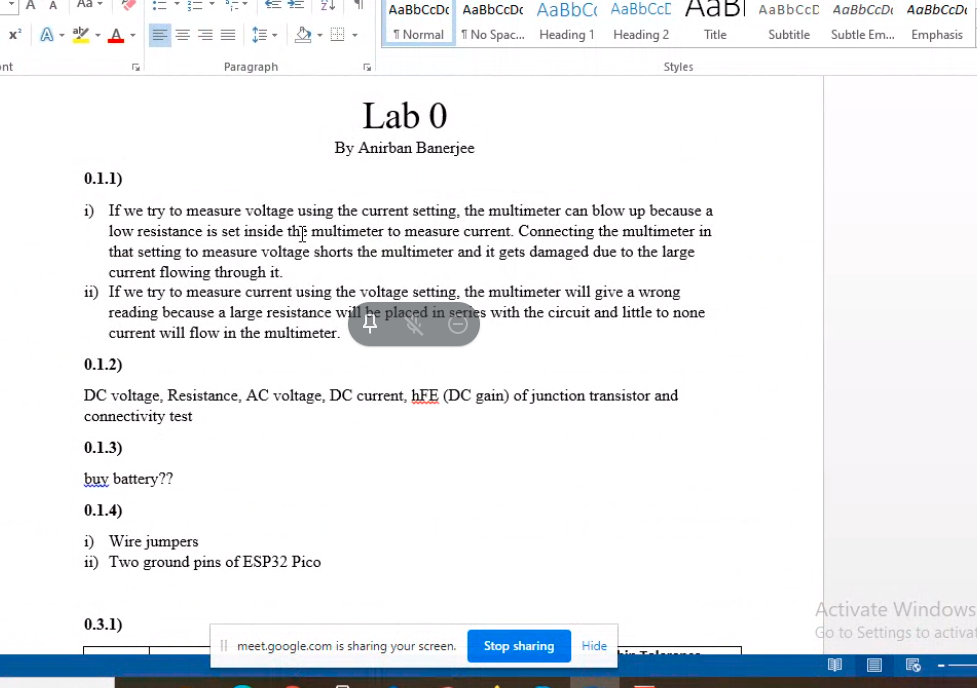 Aa
AaBbCcDc AaBbCcDc AaBbC( AaBbCcD AaBl AaBbCcD AaBbCcDc AaBbCcDc
x² A aby A
¶ Normal ¶ No Spac... Heading 1 Heading 2 Title Subtitle Subtle Em... Emphasis
nt Paragraph Styles
Lab 0
By Anirban Banerjee
0.1.1)
i) If we try to measure voltage using the current setting, the multimeter can blow up because a
low resistance is set inside the multimeter to measure current. Connecting the multimeter in
that setting to measure voltage shorts the multimeter and it gets damaged due to the large
current flowing through it.
ii) If we try to measure current using the voltage setting, the multimeter will give a wrong
reading because a large resistance will be placed in series with the circuit and little to none
current will flow in the multimeter.
0.1.2)
DC voltage, Resistance, AC voltage, DC current, hFE (DC gain) of junction transistor and
connectivity test
0.1.3)
buy battery??
0.1.4)
i) Wire jumpers
ii) Two ground pins of ESP32 Pico
Activate Windows
Go to Settings to activa
0.3.1)
meet.google.com is sharing your screen. Stop sharing Hide
Tolerance